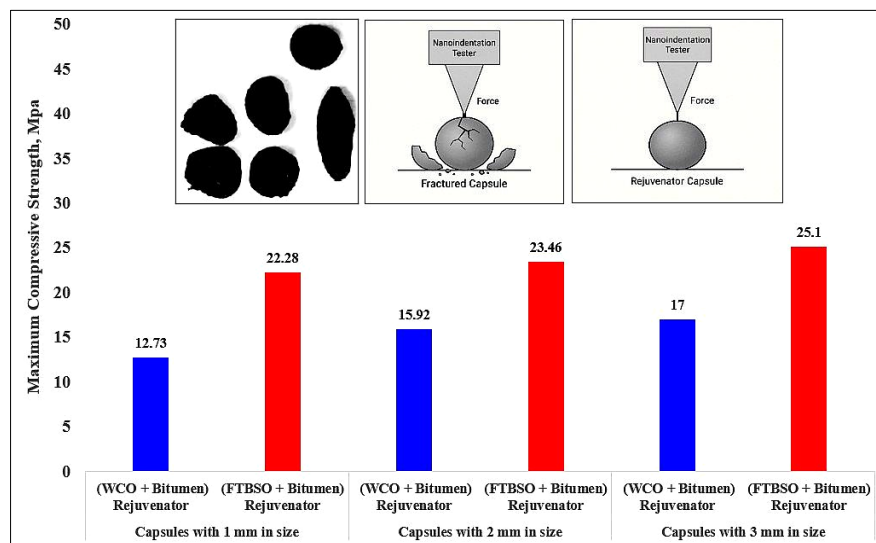 Maximum Compressive Strength, Mpa
50
45
40
35
30
25
20
15
10
5
0
Nanoindentation
Tester
Force
Fractured Capsule
Nanoindentation
Tester
Force
Rejuvenator Capsule
12.73
22.28
15.92
23.46
17
25.1
(WCO + Bitumen)
Rejuvenator
(FTBSO + Bitumen)
Rejuvenator
(WCO + Bitumen)
Rejuvenator
(FTBSO + Bitumen)
Rejuvenator
(WCO + Bitumen)
Rejuvenator
(FTBSO + Bitumen)
Rejuvenator
Capsules with 1 mm in size
Capsules with 2 mm in size
Capsules with 3 mm in size